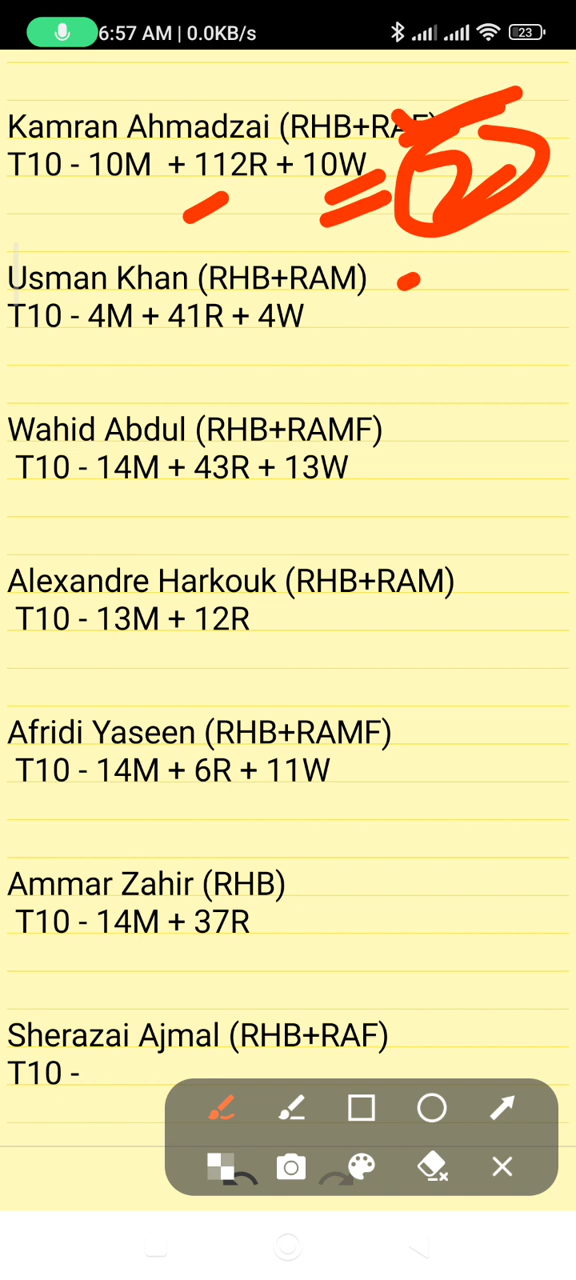 6:57 AM | 0.0KB/s
23
Kamran Ahmadzai (RHB+RAF)
T10 - 10M + 112R + 10W
Usman Khan (RHB+RAM)
T10 - 4M + 41R + 4W
Wahid Abdul (RHB+RAMF)
T10 - 14M + 43R + 13W
Alexandre Harkouk (RHB+RAM)
T10 - 13M + 12R
Afridi Yaseen (RHB+RAMF)
T10 - 14M + 6R + 11W
Ammar Zahir (RHB)
T10 - 14M + 37R
Sherazai Ajmal (RHB+RAF)
T10 -